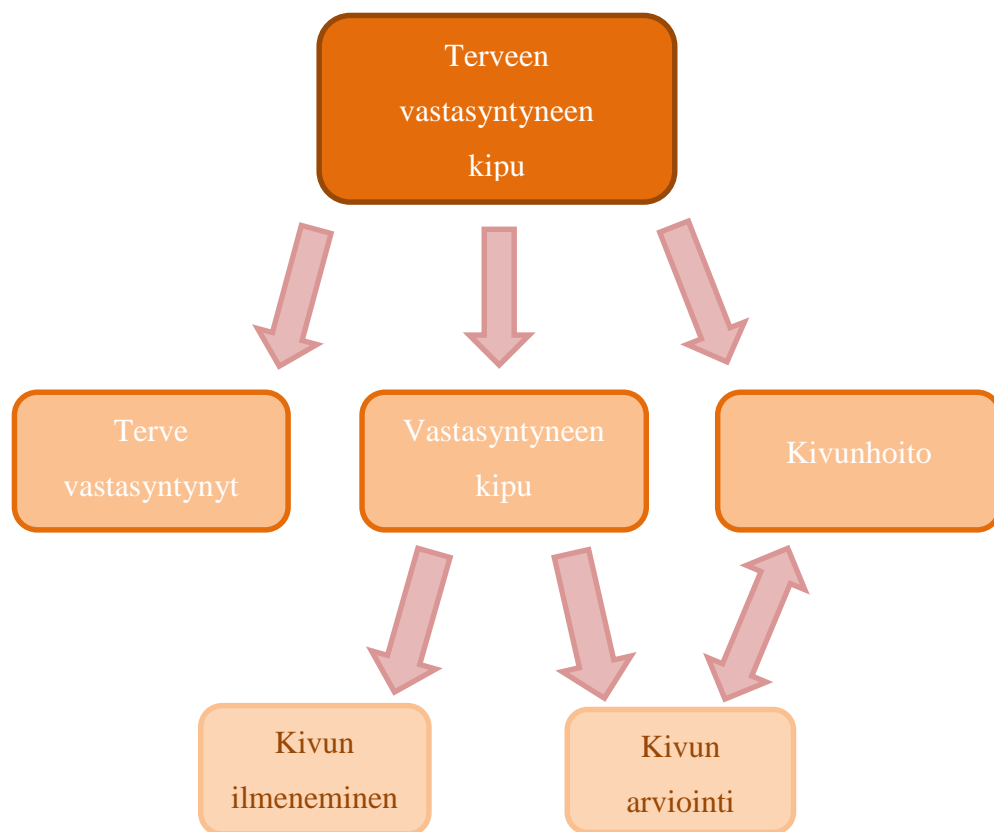 Terveen
vastasyntyneen
kipu
Terve
vastasyntynyt
Vastasyntyneen
kipu
Kivunhoito
Kivun
ilmeneminen
Kivun
arviointi